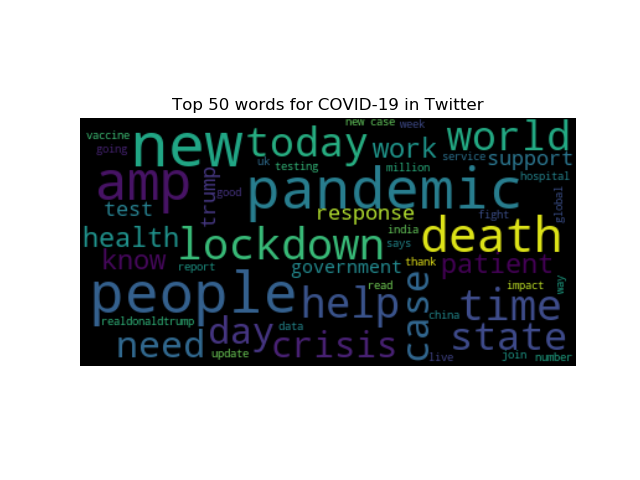 Top 50 words for COVID-19 in Twitter
new case
week
vaccine
new
today
world
going
uk
work
service
support
testing
million
hospital
amp
trump
good
pandemic
global
test
response
fight
health
lockdown
india
says
death
know
report
government
thank
patient
people
help
case
read
impact
way
time
realdonaldtrump
day
data
china
state
need
update
crisis
live
join
number